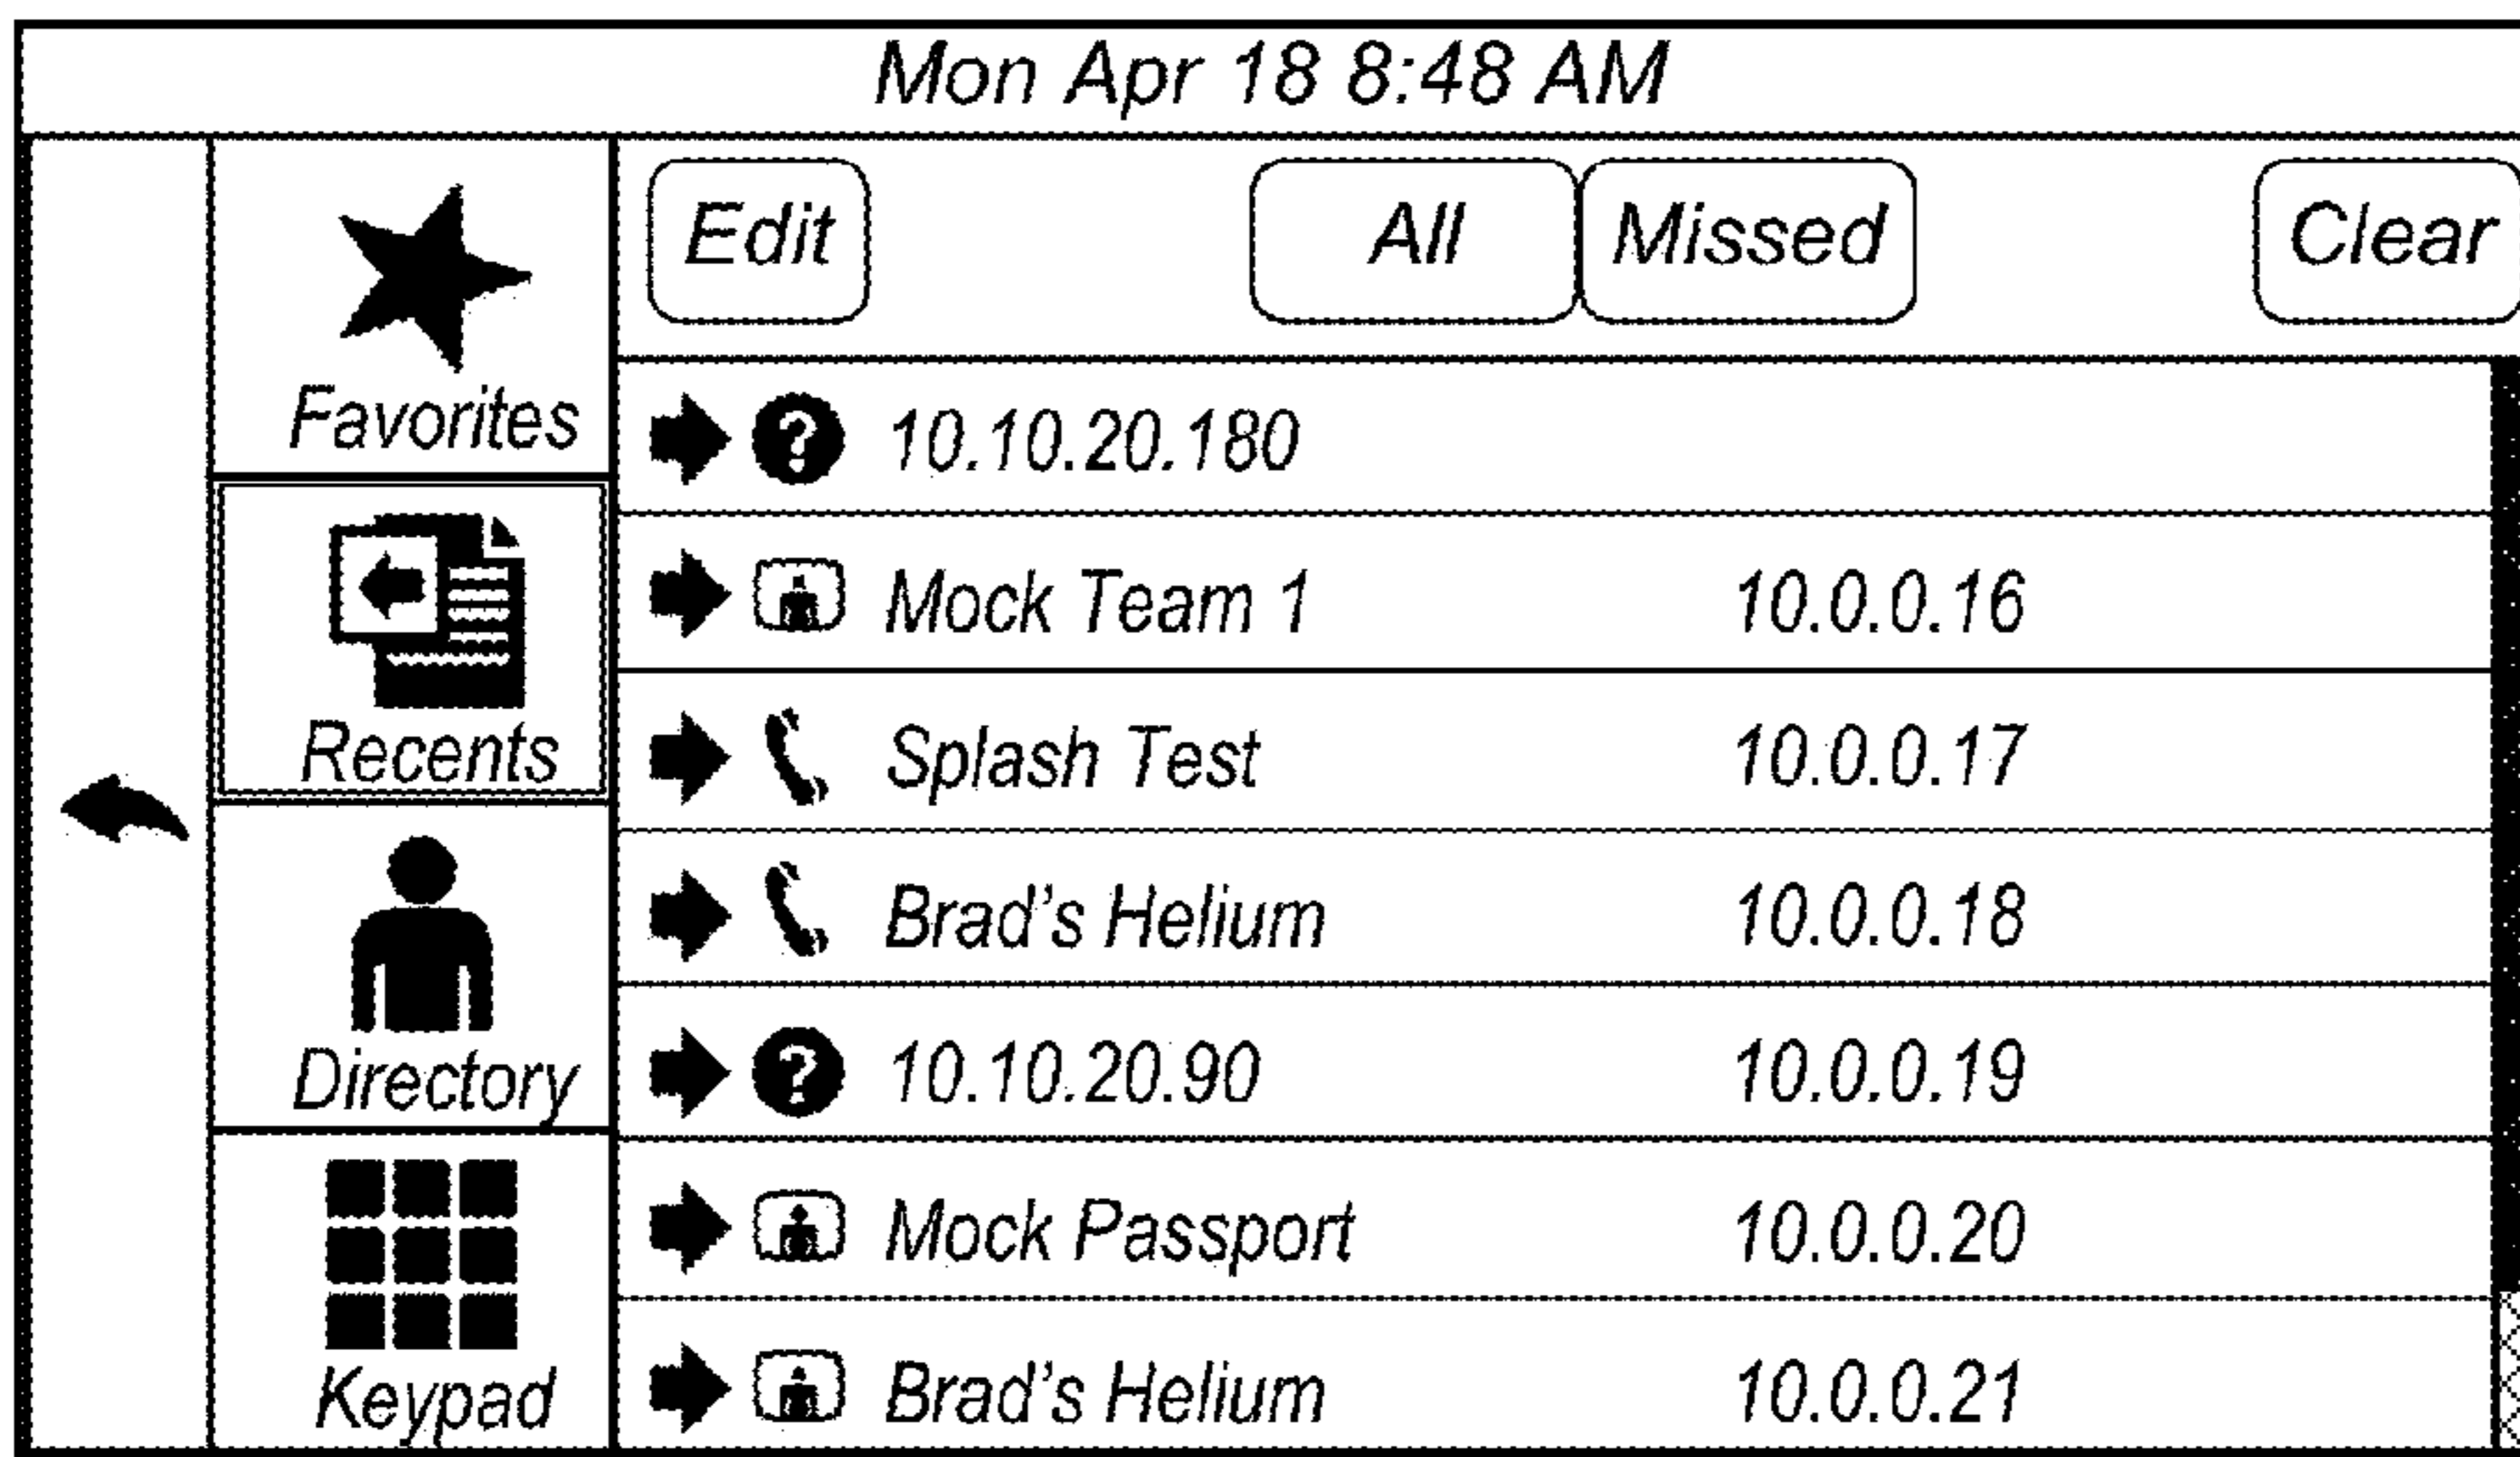 Mon Apr 18 8:48 AM
Edit All Missed Clear
Favorites
Recents
Directory
Keypad
10.10.20.180
Mock Team 1 10.0.0.16
Splash Test 10.0.0.17
Brad's Helium 10.0.0.18
10.10.20.90 10.0.0.19
Mock Passport 10.0.0.20
Brad's Helium 10.0.0.21